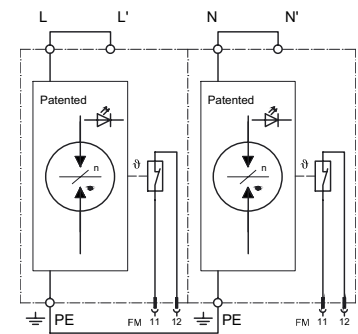 L L' N N'
Patented Patented
n n
ϑ ϑ
PE FM 11 12 PE FM 11 12